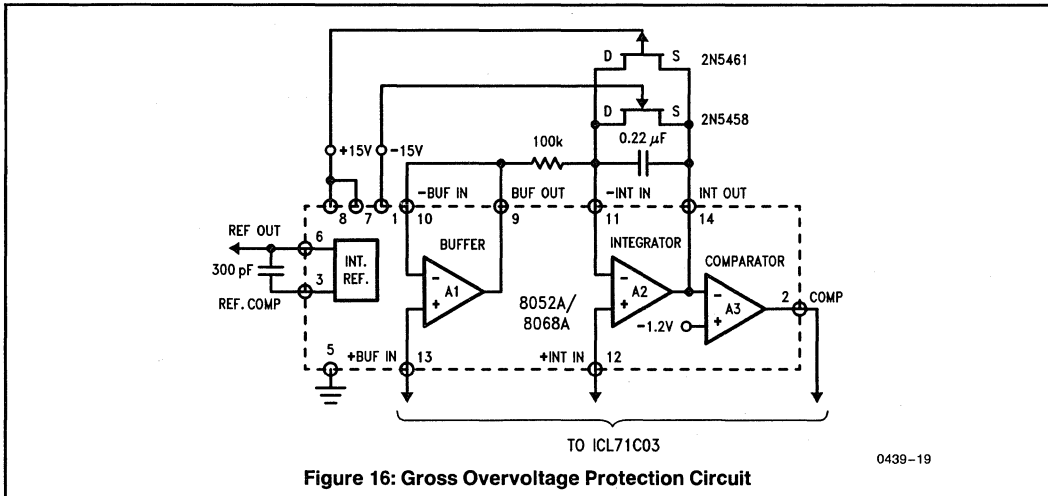 D S 2N5461
D S 2N5458
+15V -15V 100k 0.22 μF
-BUF IN BUF OUT -INT IN INT OUT
8 7 1 10 9 11 14
REF OUT 6 BUFFER INTEGRATOR COMPARATOR
300 pF INT. REF.
3 - A1 + - A2 + - A3 + 2 COMP
REF. COMP 8052A/ 8068A -1.2V
5 +BUF IN 13 +INT IN 12
TO ICL71C03
0439-19
Figure 16: Gross Overvoltage Protection Circuit